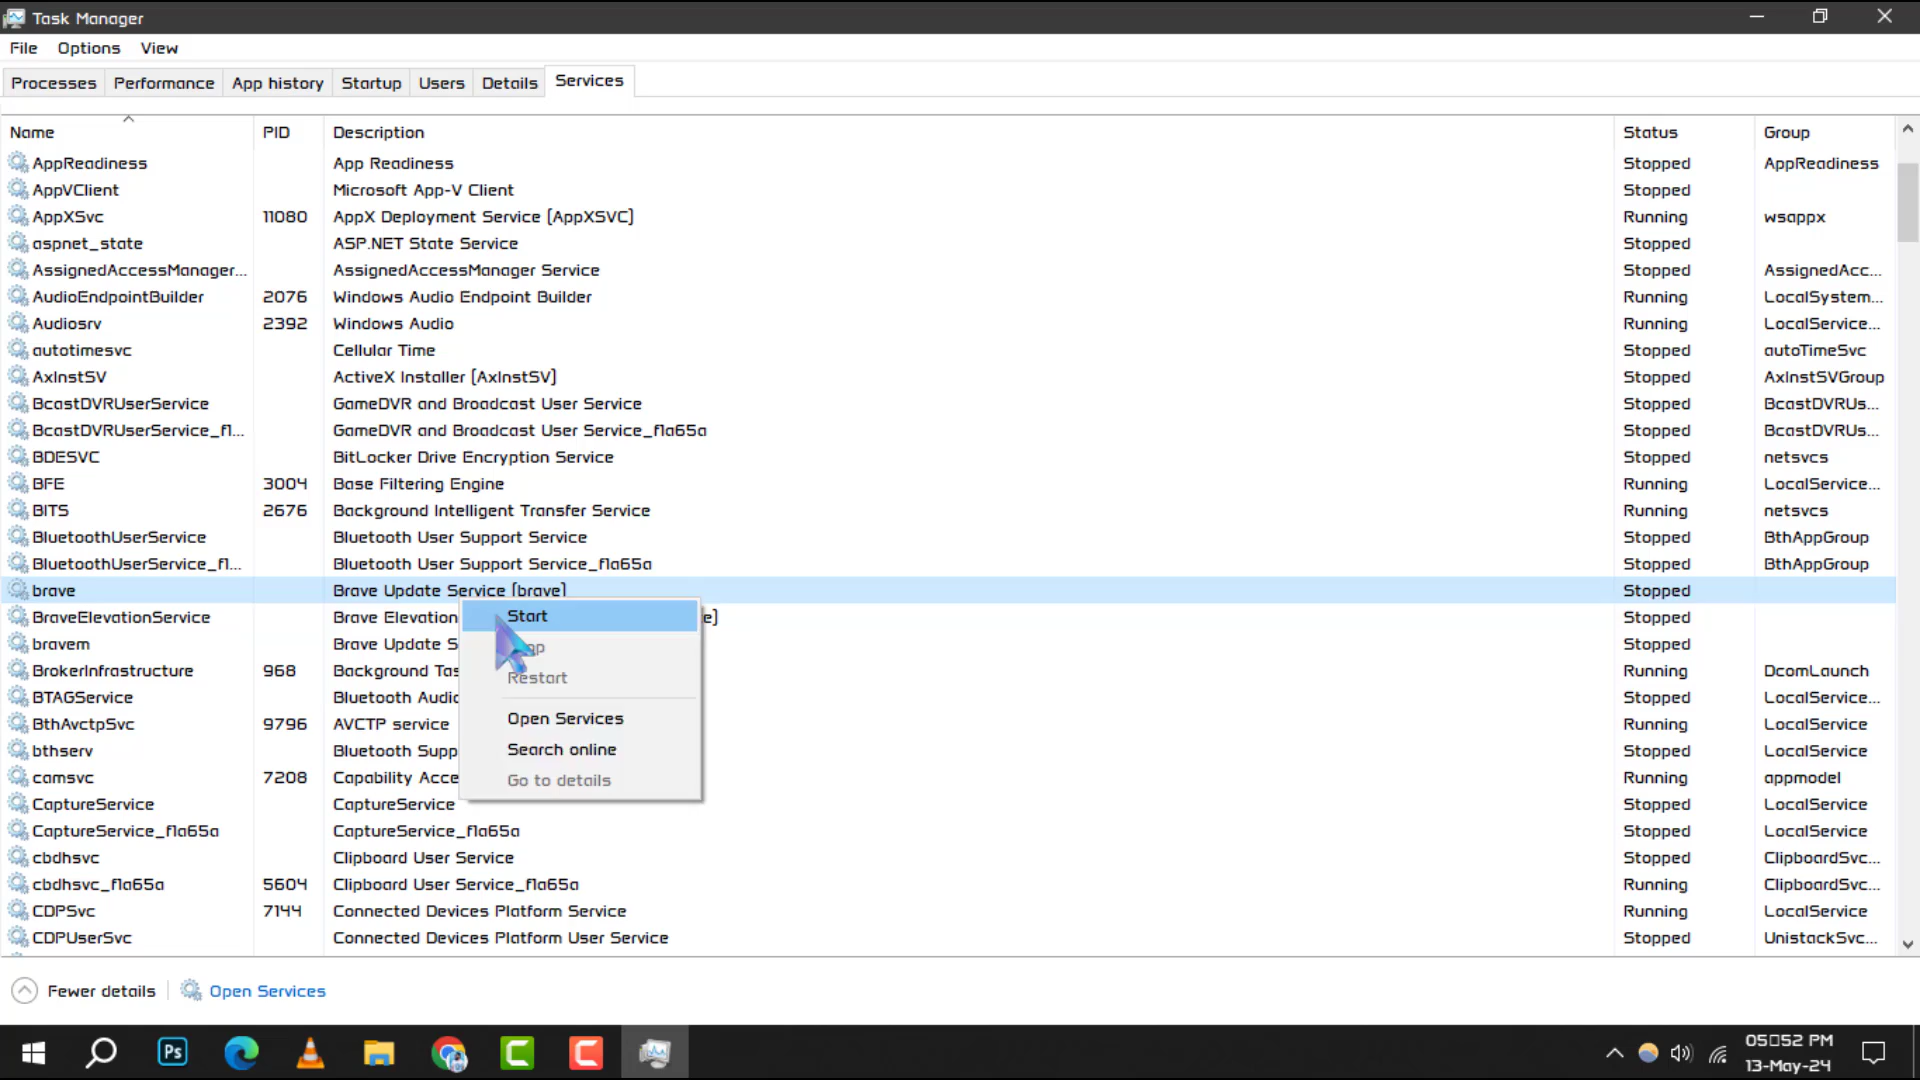 Task Manager
File Options View
Processes Performance App history Startup Users Details Services
Name PID Description Status Group
AppReadiness App Readiness Stopped AppReadiness
AppVClient Microsoft App-V Client Stopped
AppXSvc 11080 AppX Deployment Service (AppXSVC) Running wsappx
aspnet_state ASP.NET State Service Stopped
AssignedAccessManager... AssignedAccessManager Service Stopped AssignedAcc...
AudioEndpointBuilder 2076 Windows Audio Endpoint Builder Running LocalSystem...
Audiosrv 2392 Windows Audio Running LocalService...
autotimesvc Cellular Time Stopped autoTimeSvc
AxInstSV ActiveX Installer (AxInstSV) Stopped AxInstSVGroup
BcastDVRUserService GameDVR and Broadcast User Service Stopped BcastDVRUs...
BcastDVRUserService_f1... GameDVR and Broadcast User Service_f1a65a Stopped BcastDVRUs...
BDESVC BitLocker Drive Encryption Service Stopped netsvcs
BFE 3004 Base Filtering Engine Running LocalService...
BITS 2676 Background Intelligent Transfer Service Running netsvcs
BluetoothUserService Bluetooth User Support Service Stopped BthAppGroup
BluetoothUserService_f1... Bluetooth User Support Service_f1a65a Stopped BthAppGroup
brave Brave Update Service (brave) Stopped
BraveElevationService Brave Elevation Start e) Stopped
bravem Brave Update S Stopped
BrokerInfrastructure 968 Background Tas Restart Running DcomLaunch
BTAGService Bluetooth Audio Stopped LocalService...
BthAvctpSvc 9796 AVCTP service Open Services Running LocalService
bthserv Bluetooth Supp Search online Stopped LocalService
camsvc 7208 Capability Acce Go to details Running appmodel
CaptureService CaptureService Stopped LocalService
CaptureService_f1a65a CaptureService_f1a65a Stopped LocalService
cbdhsvc Clipboard User Service Stopped ClipboardSvc...
cbdhsvc_f1a65a 5604 Clipboard User Service_f1a65a Running ClipboardSvc...
CDPSvc 7144 Connected Devices Platform Service Running LocalService
CDPUserSvc Connected Devices Platform User Service Stopped UnistackSvc...
Fewer details Open Services
Ps 05□52 PM
13-May-24